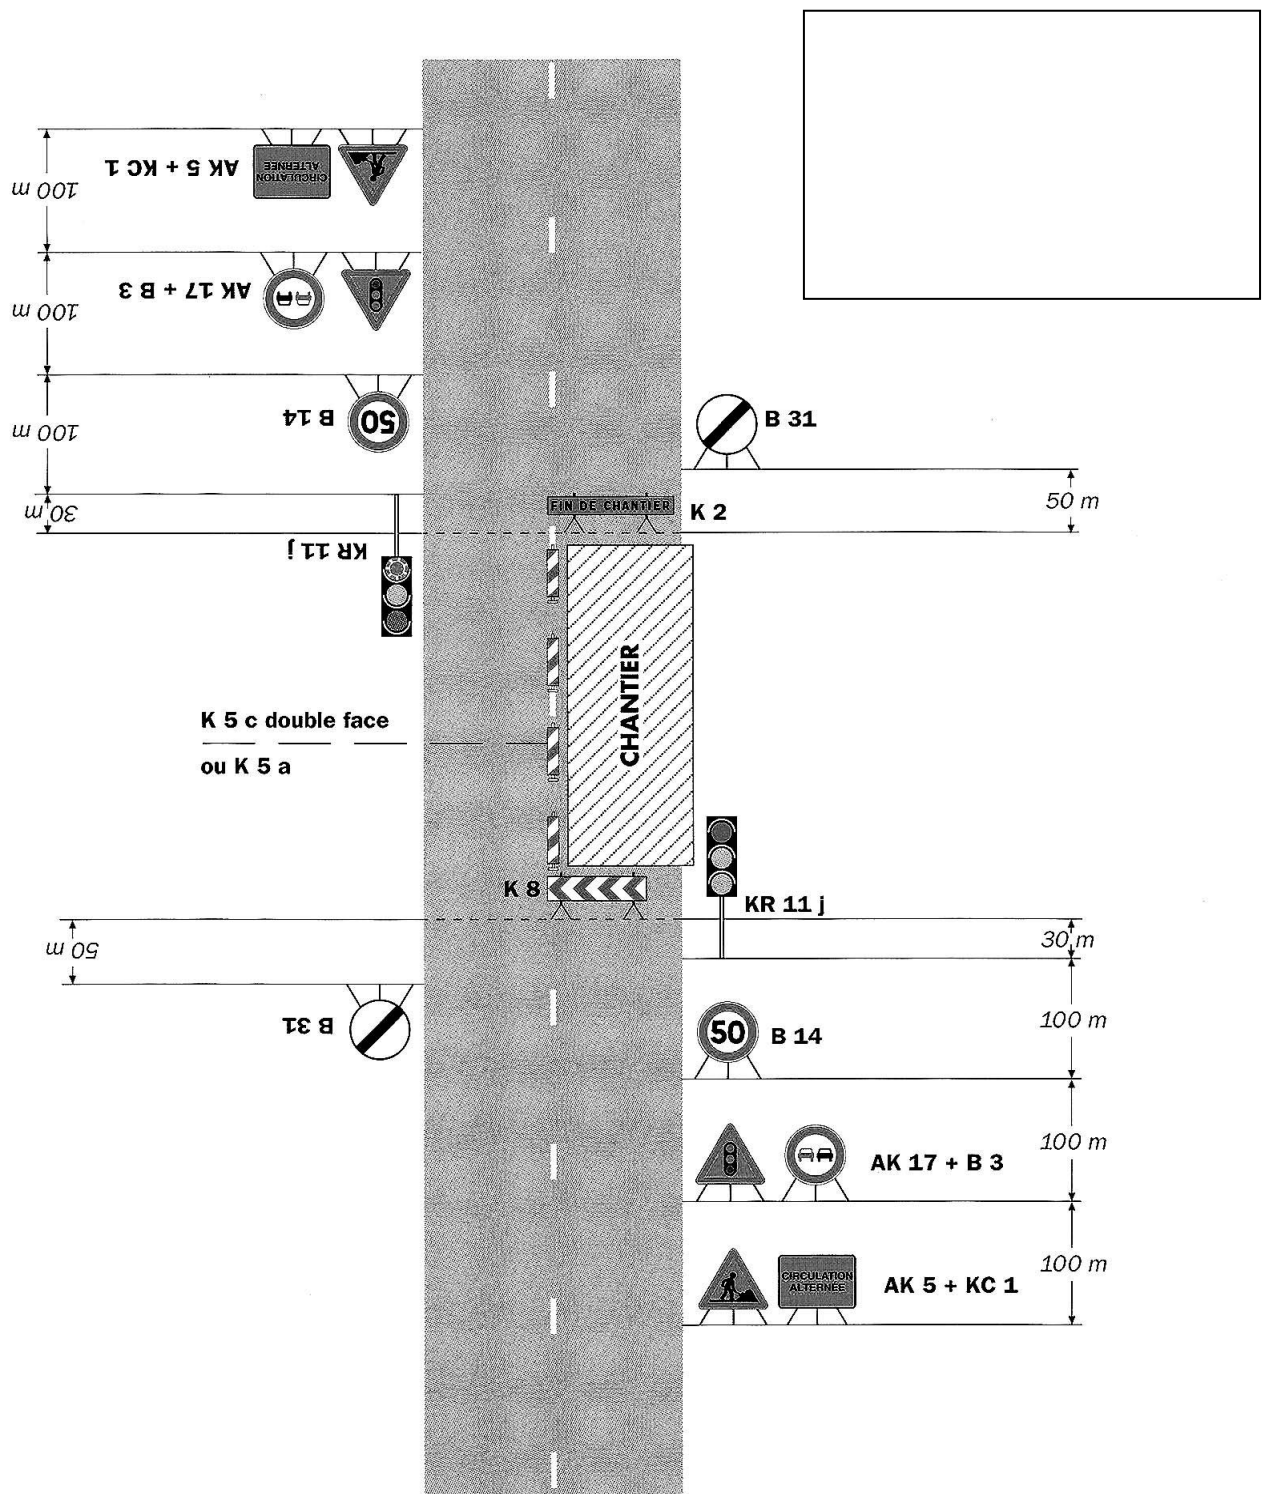 AK 5 + KC 1
CIRCULATION
ALTERNÉE
100 m
AK 17 + B 3
100 m
B 14
50
100 m
B 31
50 m
30 m
FIN DE CHANTIER
K 2
KR 11 j
CHANTIER
K 5 c double face
ou K 5 a
K 8
KR 11 j
30 m
50 m
B 31
50
B 14
100 m
AK 17 + B 3
100 m
CIRCULATION
ALTERNÉE
AK 5 + KC 1
100 m